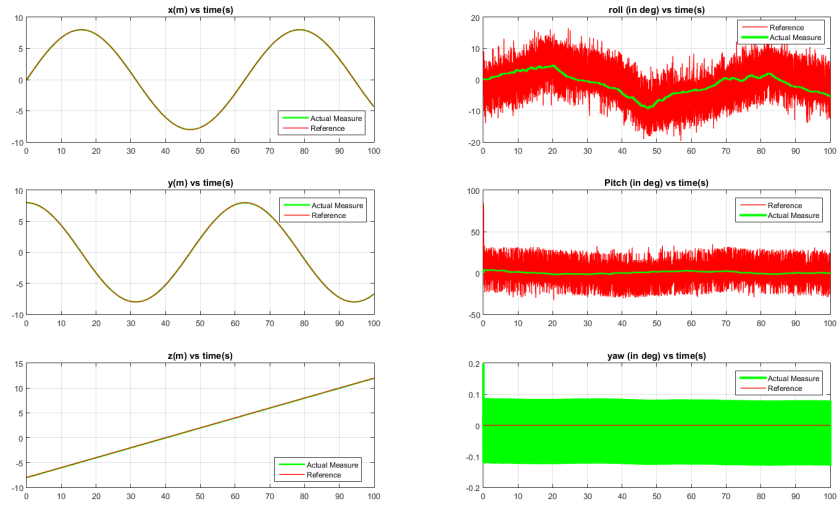 x(m) vs time(s)
10
5
0
-5
-10
0 10 20 30 40 50 60 70 80 90 100
Actual Measure
Reference
roll (in deg) vs time(s)
20
10
0
-10
-20
0 10 20 30 40 50 60 70 80 90 100
Reference
Actual Measure
y(m) vs time(s)
10
5
0
-5
-10
0 10 20 30 40 50 60 70 80 90 100
Actual Measure
Reference
Pitch (in deg) vs time(s)
100
50
0
-50
0 10 20 30 40 50 60 70 80 90 100
Reference
Actual Measure
z(m) vs time(s)
15
10
5
0
-5
-10
0 10 20 30 40 50 60 70 80 90 100
Actual Measure
Reference
yaw (in deg) vs time(s)
0.2
0.1
0
-0.1
-0.2
0 10 20 30 40 50 60 70 80 90 100
Actual Measure
Reference